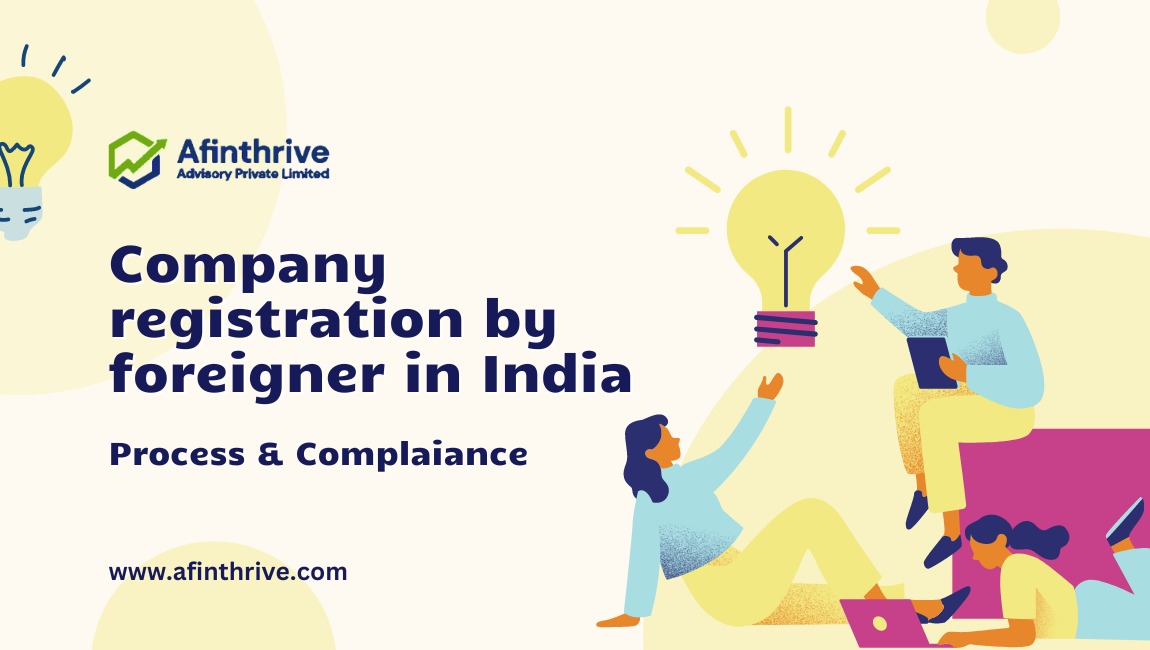 Afinthrive
Advisory Private Limited
Company
registration by
foreigner in India
Process & Complaiance
www.afinthrive.com